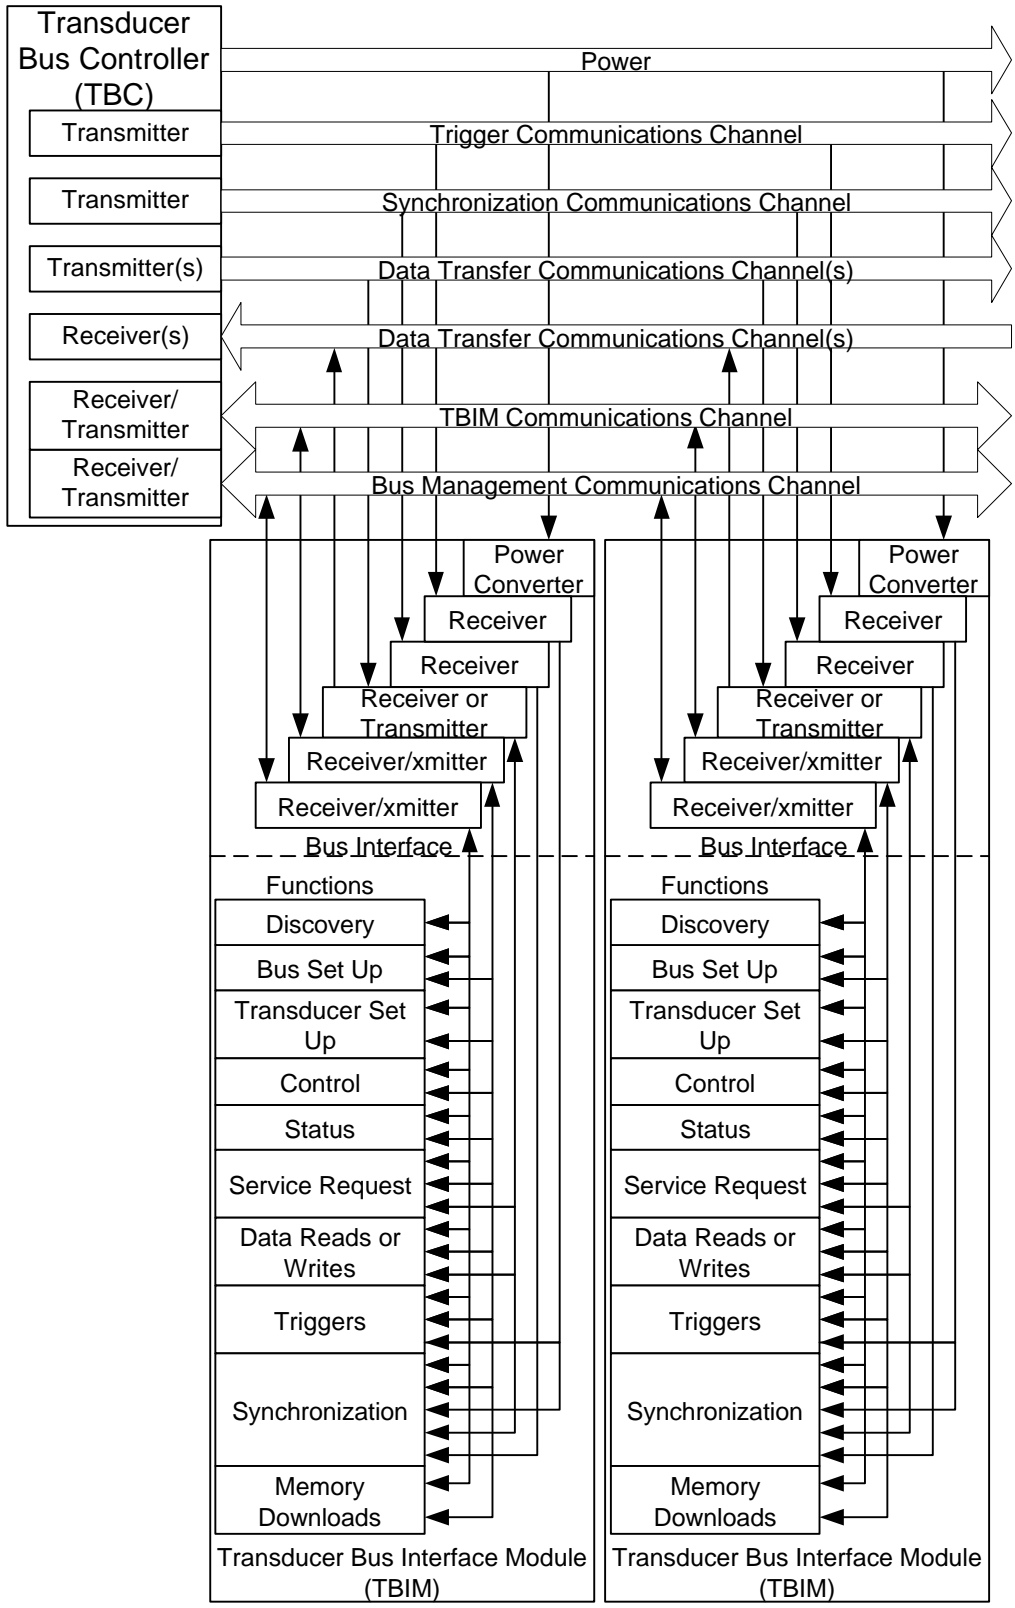 Transducer
Bus Controller
(TBC)
Power
Transmitter
Trigger Communications Channel
Transmitter
Synchronization Communications Channel
Transmitter(s)
Data Transfer Communications Channel(s)
Receiver(s)
Data Transfer Communications Channel(s)
Receiver/
Transmitter
TBIM Communications Channel
Receiver/
Transmitter
Bus Management Communications Channel
Power
Converter
Receiver
Receiver
Receiver or
Transmitter
Receiver/xmitter
Receiver/xmitter
Bus Interface
Functions
Discovery
Bus Set Up
Transducer Set
Up
Control
Status
Service Request
Data Reads or
Writes
Triggers
Synchronization
Memory
Downloads
Transducer Bus Interface Module
(TBIM)
Power
Converter
Receiver
Receiver
Receiver or
Transmitter
Receiver/xmitter
Receiver/xmitter
Bus Interface
Functions
Discovery
Bus Set Up
Transducer Set
Up
Control
Status
Service Request
Data Reads or
Writes
Triggers
Synchronization
Memory
Downloads
Transducer Bus Interface Module
(TBIM)